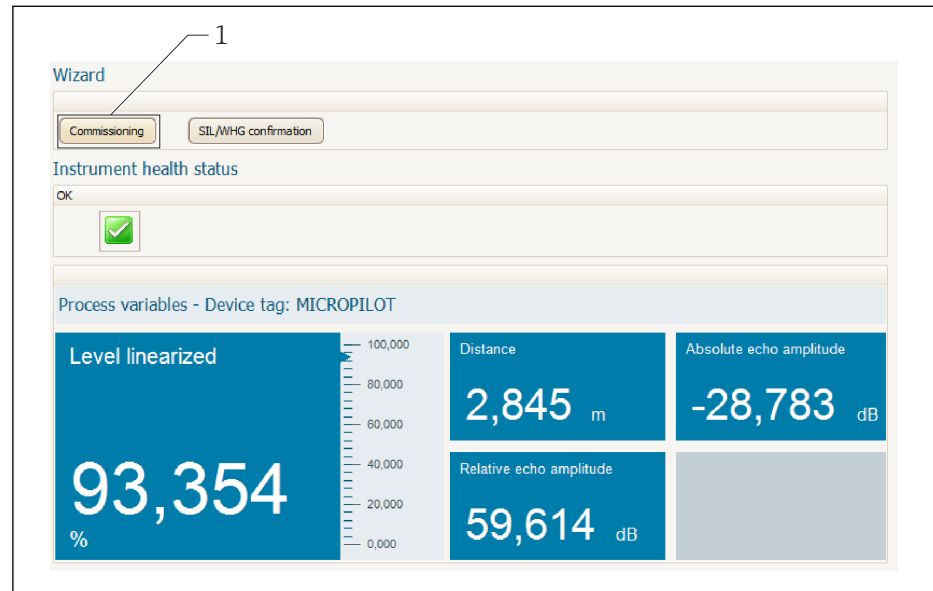 1
Wizard
Commissioning SIL/WHG confirmation
Instrument health status
OK
Process variables - Device tag: MICROPILOT
Level linearized
93,354
%
100,000
80,000
60,000
40,000
20,000
0,000
Distance
2,845 m
Absolute echo amplitude
-28,783 dB
Relative echo amplitude
59,614 dB